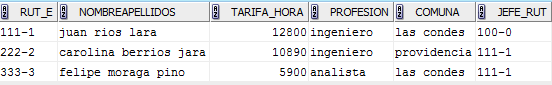 RUT_E NOMBREAPELLIDOS TARIFA_HORA PROFESION COMUNA JEFE_RUT
111-1 juan rios lara 12800 ingeniero las condes 100-0
222-2 carolina berrios jara 10890 ingeniero providencia 111-1
333-3 felipe moraga pino 5900 analista las condes 111-1